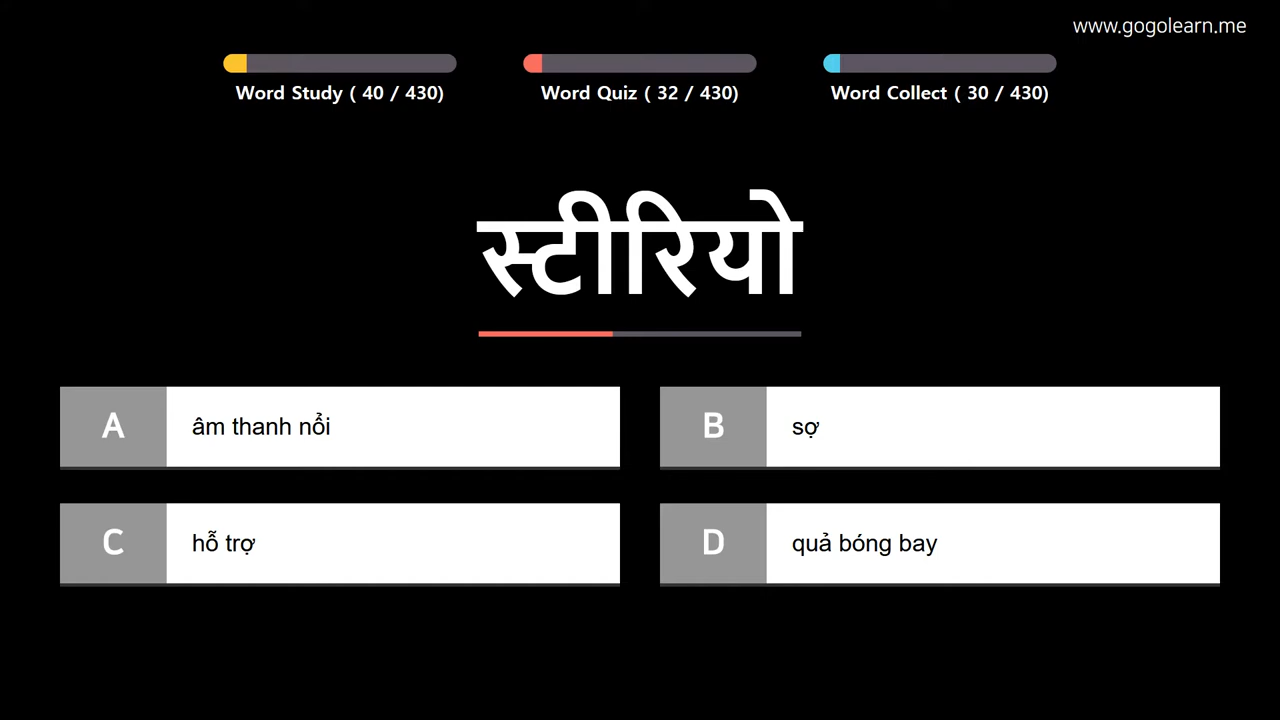 www.gogolearn.me
Word Study ( 40 / 430)
Word Quiz ( 32 / 430)
Word Collect ( 30 / 430)
स्टीरियो
A
âm thanh nổi
B
sợ
C
hỗ trợ
D
quả bóng bay